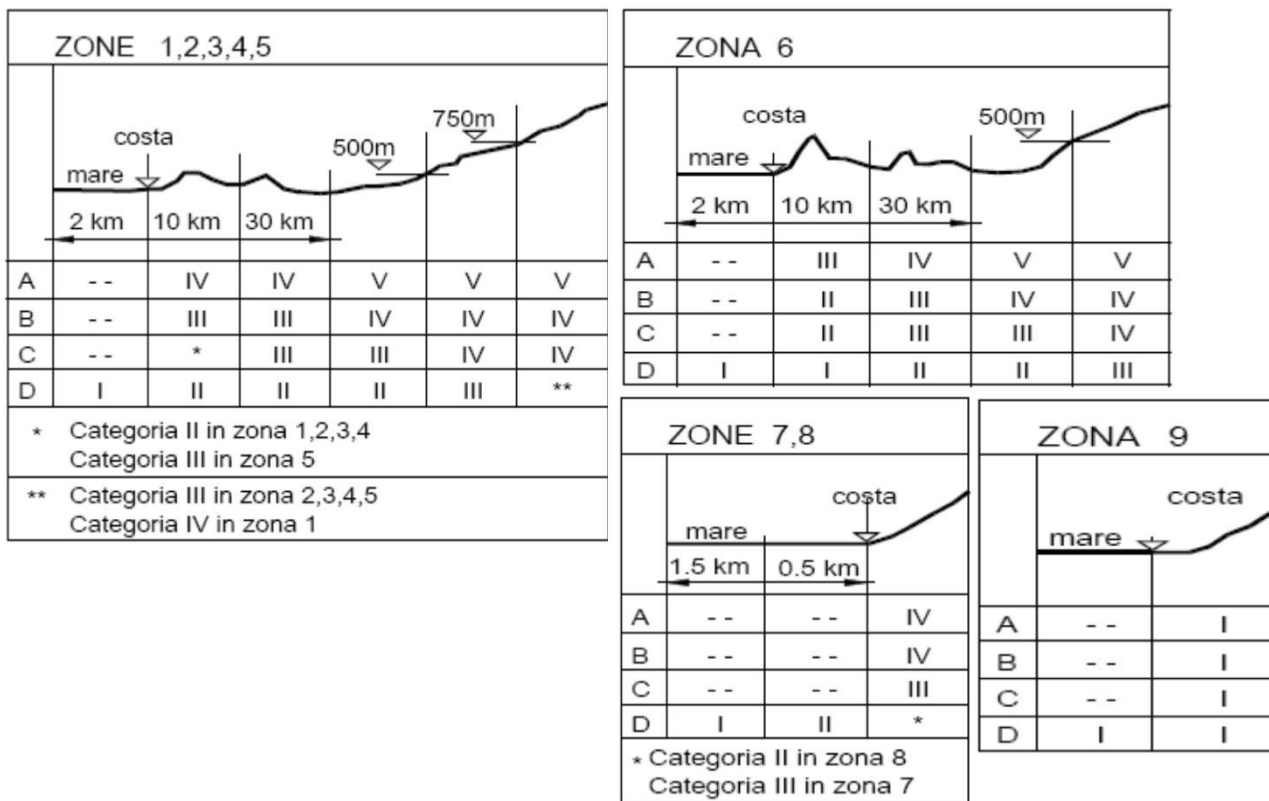 ZONE 1,2,3,4,5
costa
500m
750m
mare
2 km 10 km 30 km
A -- IV IV V V V
B -- III III IV IV IV
C -- * III III IV IV
D I II II II III **
* Categoria II in zona 1,2,3,4
Categoria III in zona 5
** Categoria III in zona 2,3,4,5
Categoria IV in zona 1
ZONA 6
costa
500m
mare
2 km 10 km 30 km
A -- III IV V V
B -- II III IV IV
C -- II III III IV
D I I II II III
ZONE 7,8
costa
mare
1.5 km 0.5 km
A -- -- IV
B -- -- IV
C -- -- III
D I II *
* Categoria II in zona 8
Categoria III in zona 7
ZONA 9
costa
mare
A -- I
B -- I
C -- I
D I I